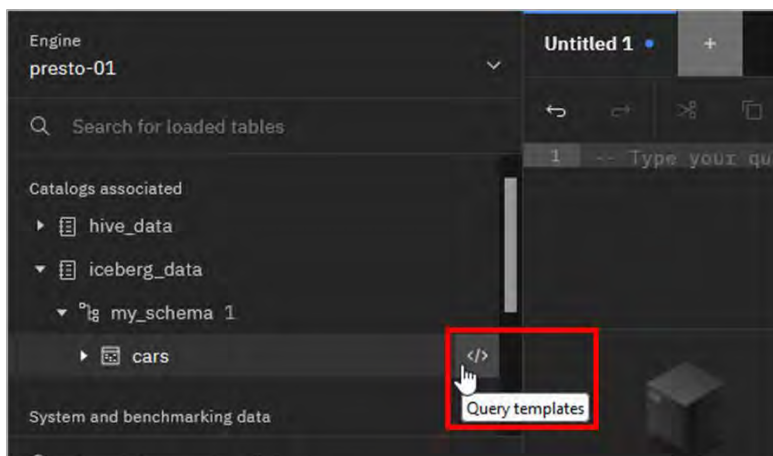 Engine
presto-01
Search for loaded tables
Catalogs associated
hive_data
iceberg_data
my_schema 1
cars
</>
Query templates
System and benchmarking data
Untitled 1
+
1 -- Type your qu